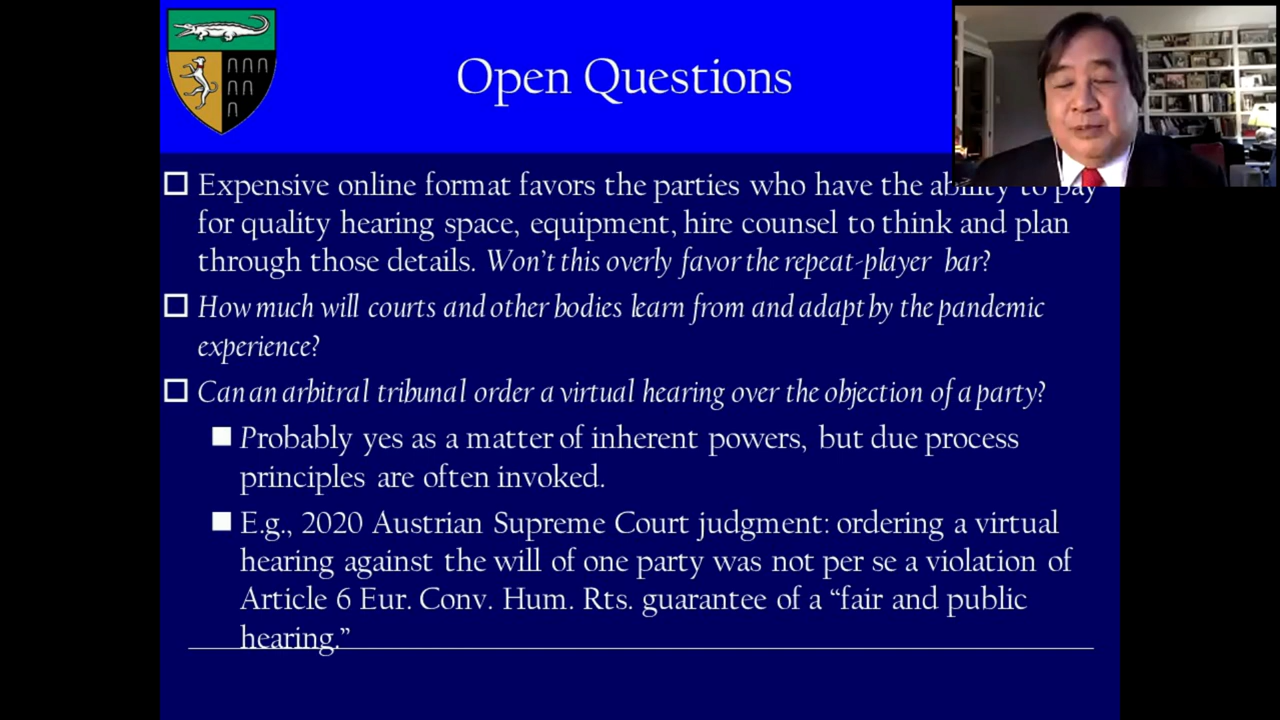 Open Questions
Expensive online format favors the parties who have the ability to pay
for quality hearing space, equipment, hire counsel to think and plan
through those details. Won't this overly favor the repeat-player bar?
How much will courts and other bodies learn from and adapt by the pandemic
experience?
Can an arbitral tribunal order a virtual hearing over the objection of a party?
Probably yes as a matter of inherent powers, but due process
principles are often invoked.
E.g., 2020 Austrian Supreme Court judgment: ordering a virtual
hearing against the will of one party was not per se a violation of
Article 6 Eur. Conv. Hum. Rts. guarantee of a “fair and public
hearing.”